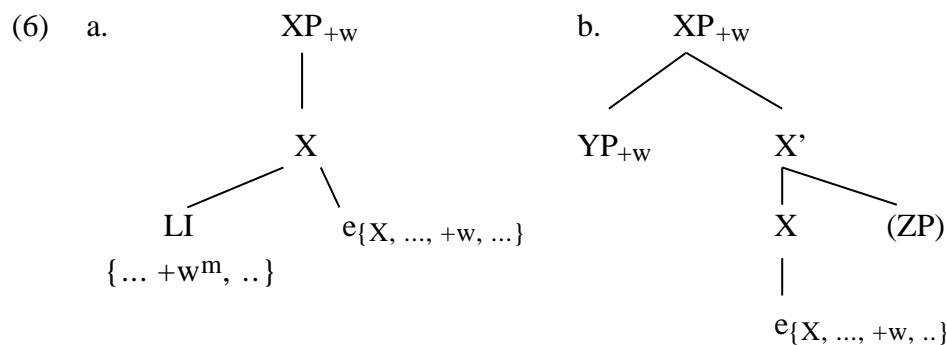 (6) a. XP+w b. XP+w
X YP+w X’
LI e{X, ..., +w, ...} X (ZP)
{... +wᵐ, ..}
e{X, ..., +w, ..}